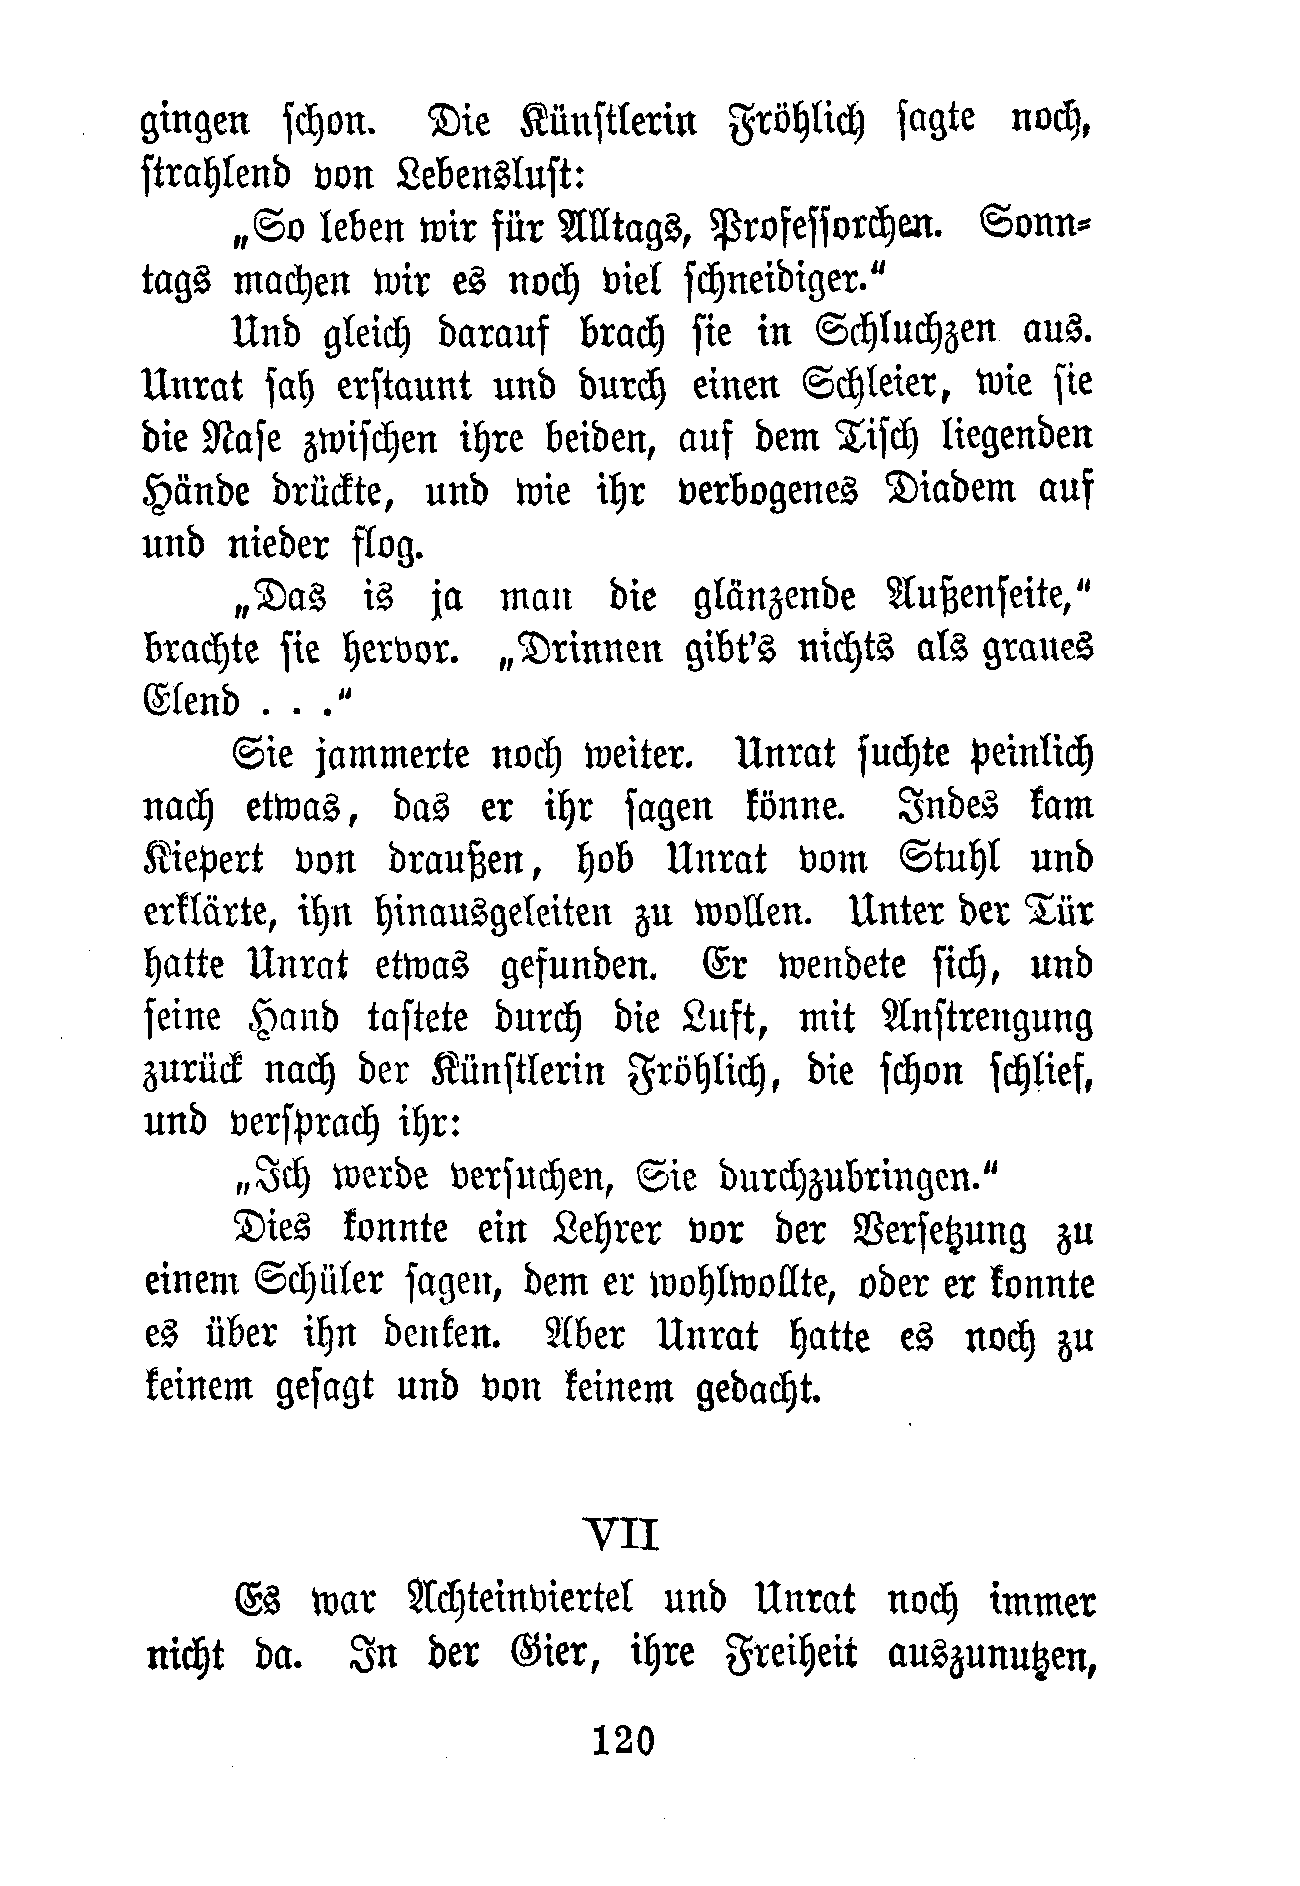 gingen schon. Die Künstlerin Fröhlich sagte noch,
strahlend von Lebenslust:
„So leben wir für Alltags, Professorchen. Sonn-
tags machen wir es noch viel schneidiger.“
Und gleich darauf brach sie in Schluchzen aus.
Unrat sah erstaunt und durch einen Schleier, wie sie
die Nase zwischen ihre beiden, auf dem Tisch liegenden
Hände drückte, und wie ihr verbogenes Diadem auf
und nieder flog.
„Das is ja man die glänzende Außenseite,“
brachte sie hervor. „Drinnen gibt’s nichts als graues
Elend . . .“
Sie jammerte noch weiter. Unrat suchte peinlich
nach etwas, das er ihr sagen könne. Indes kam
Kiepert von draußen, hob Unrat vom Stuhl und
erklärte, ihn hinausgeleiten zu wollen. Unter der Tür
hatte Unrat etwas gefunden. Er wendete sich, und
seine Hand tastete durch die Luft, mit Anstrengung
zurück nach der Künstlerin Fröhlich, die schon schlief,
und versprach ihr:
„Ich werde versuchen, Sie durchzubringen.“
Dies konnte ein Lehrer vor der Versetzung zu
einem Schüler sagen, dem er wohlwollte, oder er konnte
es über ihn denken. Aber Unrat hatte es noch zu
keinem gesagt und von keinem gedacht.
VII
Es war Achteinviertel und Unrat noch immer
nicht da. In der Gier, ihre Freiheit auszunutzen,
120